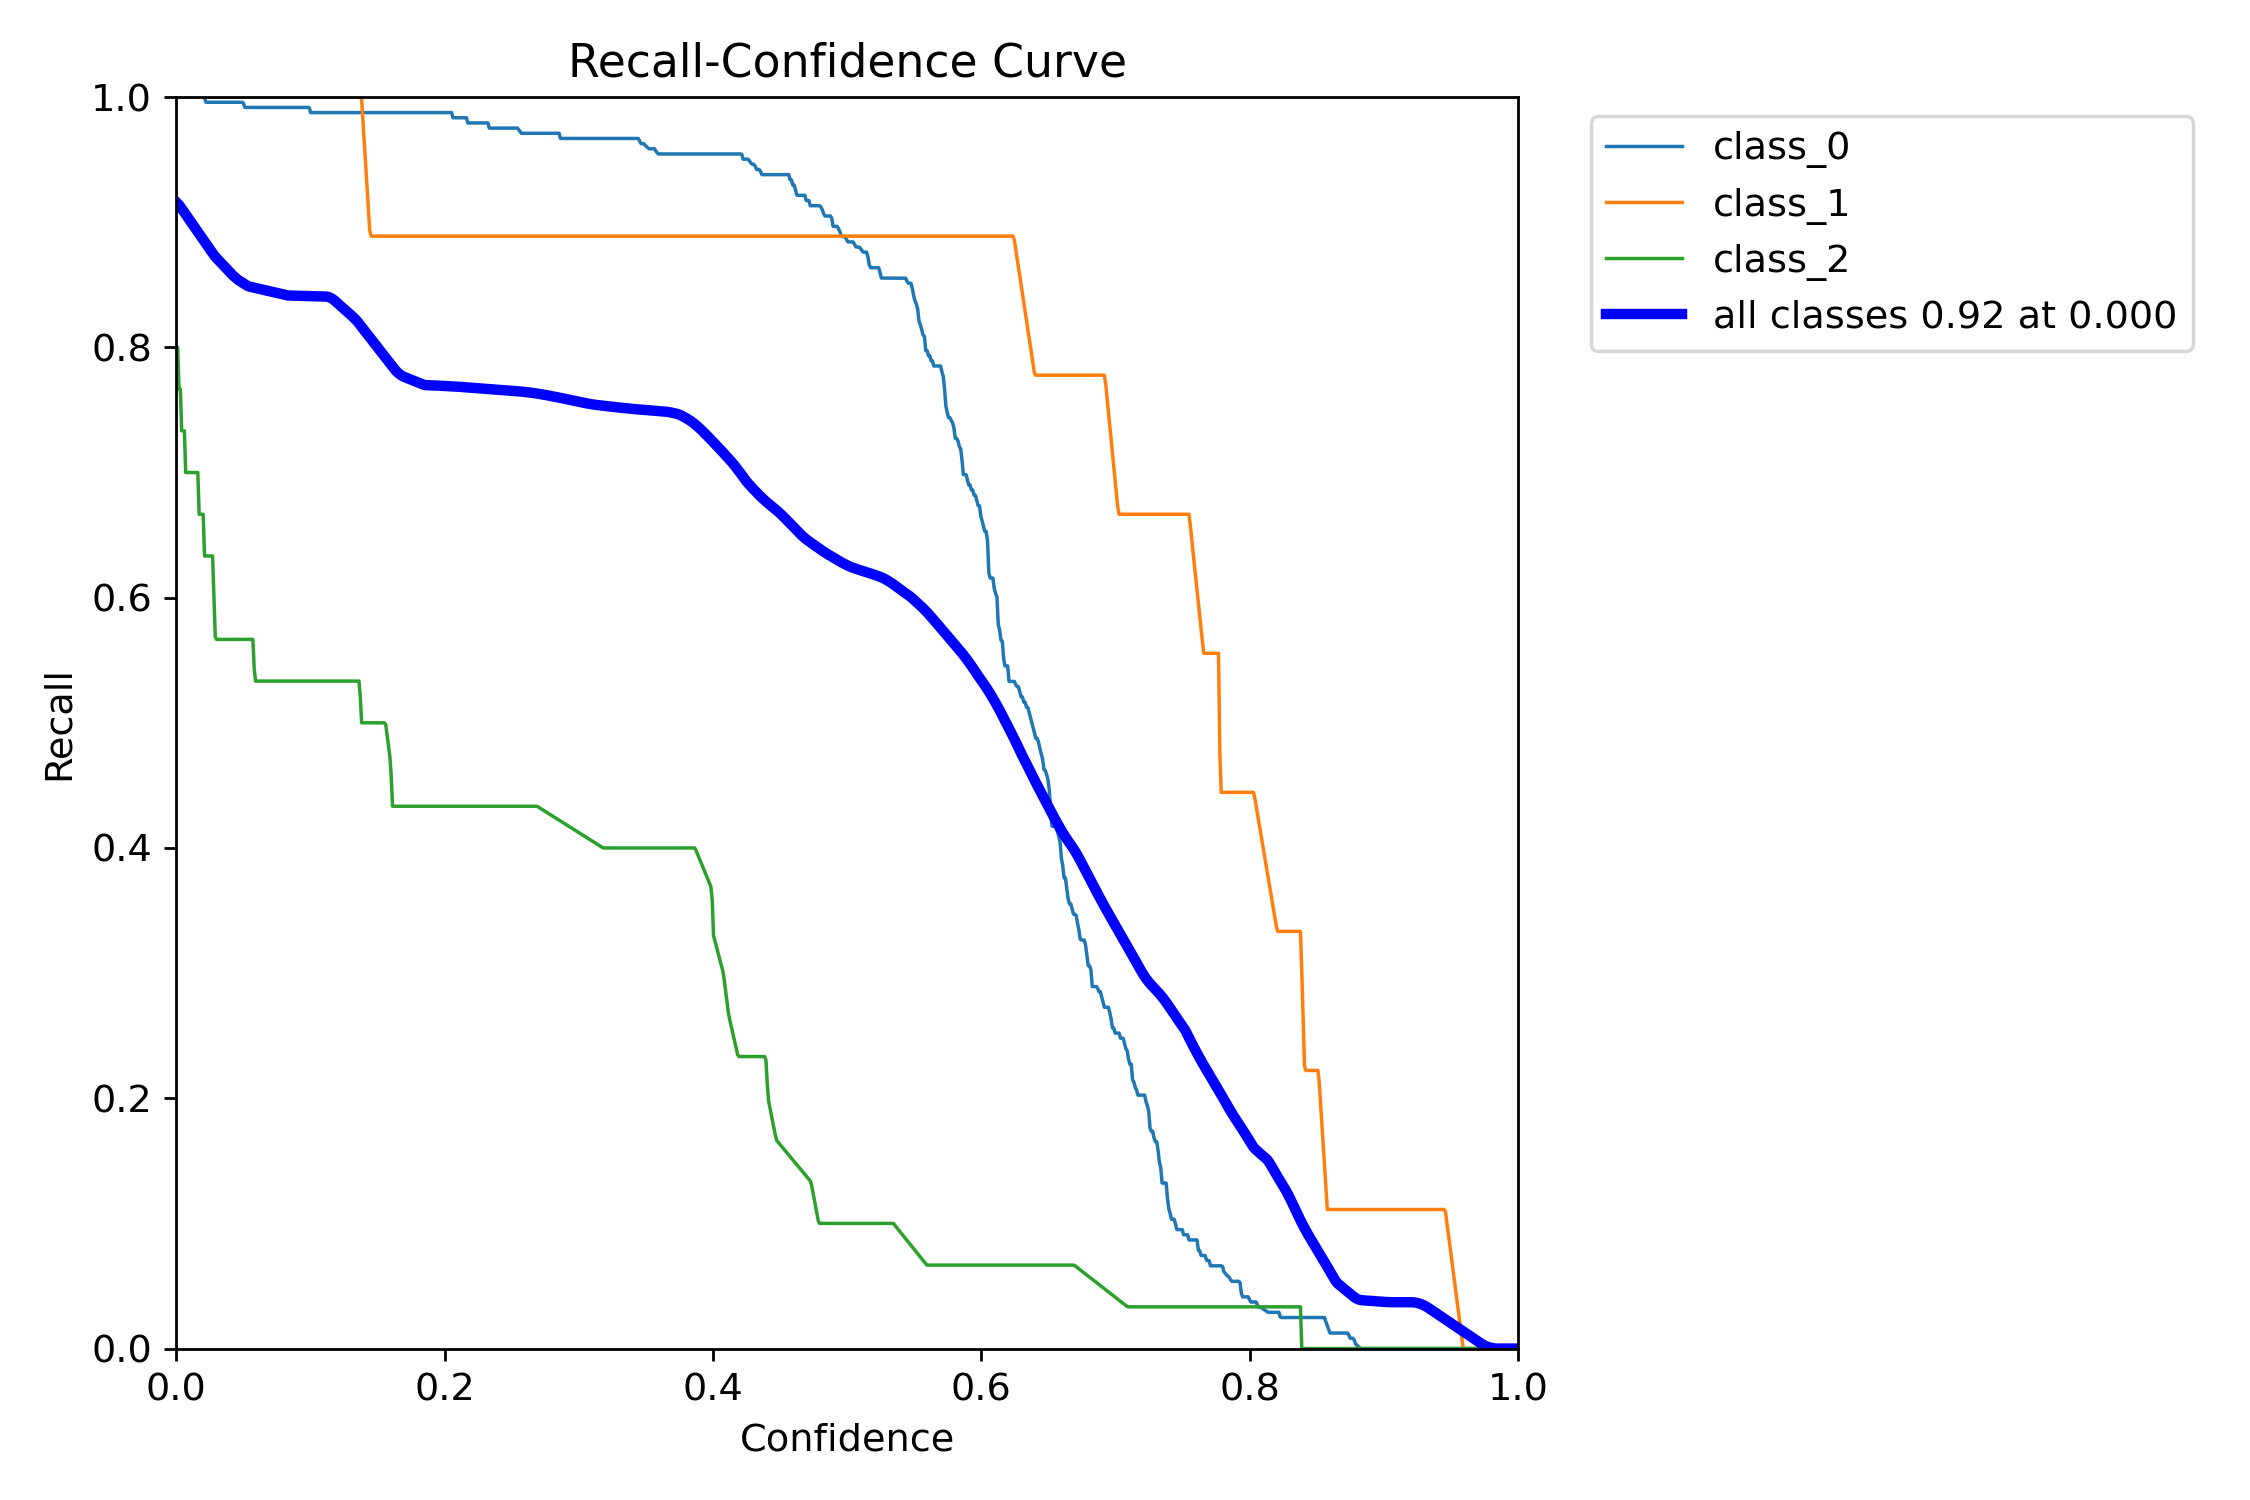 Recall-Confidence Curve
1.0
0.8
0.6
0.4
0.2
0.0
Recall
0.0 0.2 0.4 0.6 0.8 1.0
Confidence
class_0
class_1
class_2
all classes 0.92 at 0.000